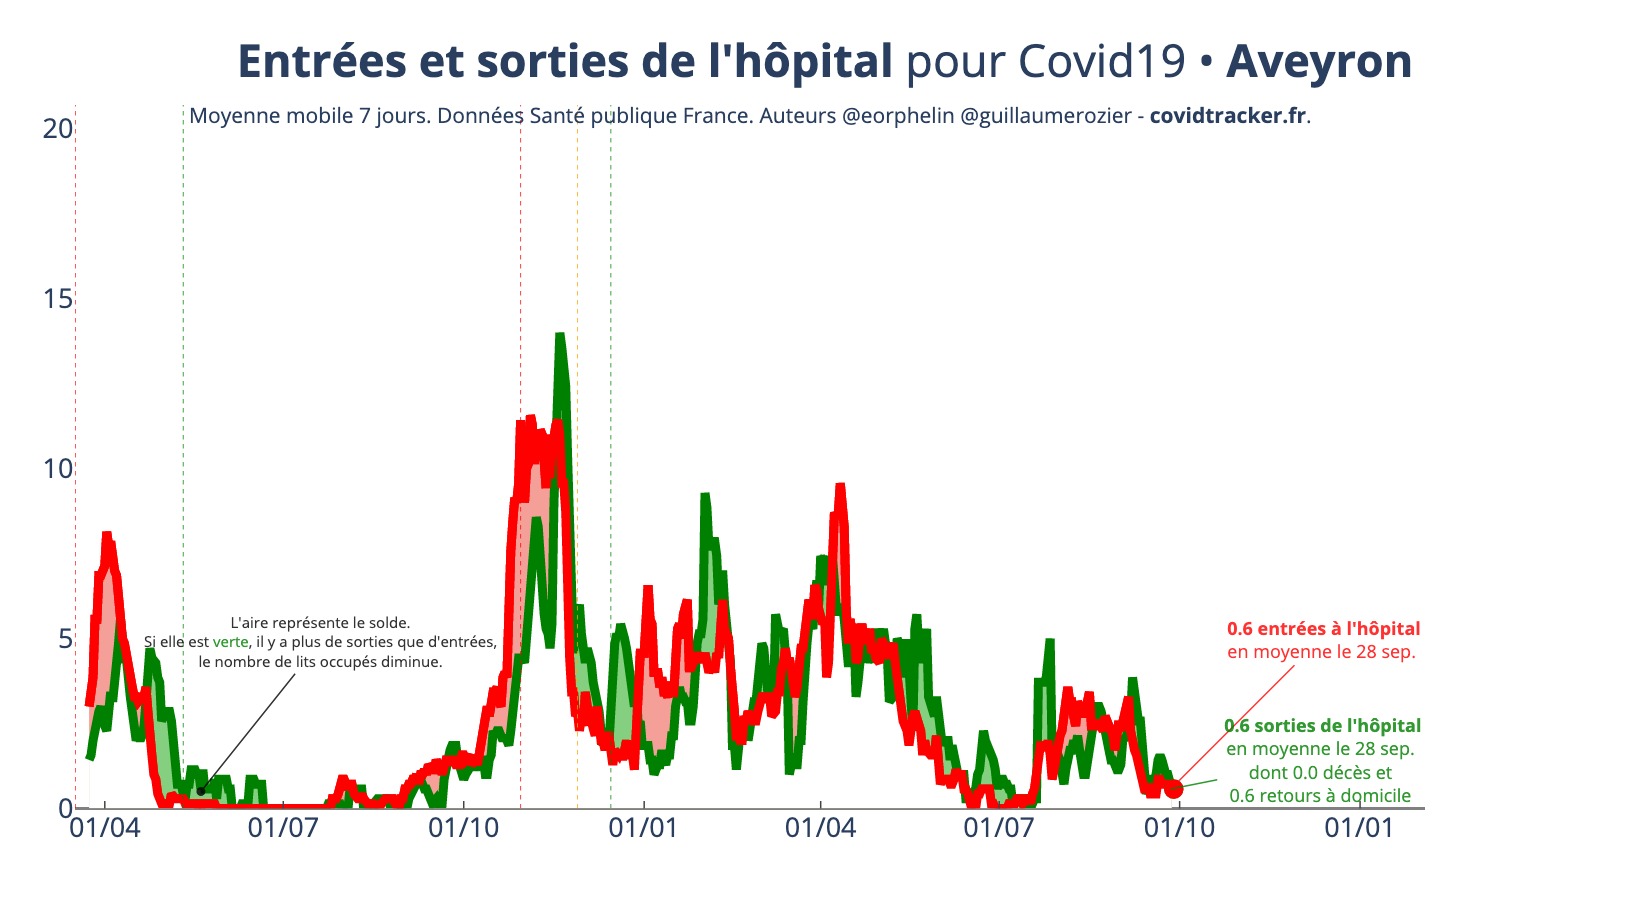 Entrées et sorties de l'hôpital pour Covid19 • Aveyron
Moyenne mobile 7 jours. Données Santé publique France. Auteurs @eorphelin @guillaumerozier - covidtracker.fr.
20
15
10
5
0
L'aire représente le solde.
Si elle est verte, il y a plus de sorties que d'entrées,
le nombre de lits occupés diminue.
0.6 entrées à l'hôpital
en moyenne le 28 sep.
0.6 sorties de l'hôpital
en moyenne le 28 sep.
dont 0.0 décès et
0.6 retours à domicile
01/04 01/07 01/10 01/01 01/04 01/07 01/10 01/01